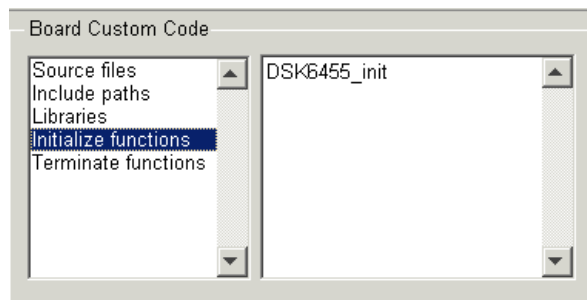 Board Custom Code
Source files
Include paths
Libraries
Initialize functions
Terminate functions
DSK6455_init